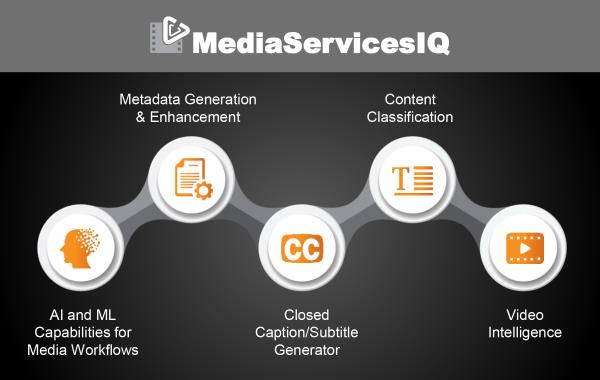 MediaServicesIQ
Metadata Generation
& Enhancement
Content
Classification
T
CC
AI and ML
Capabilities for
Media Workflows
Closed
Caption/Subtitle
Generator
Video
Intelligence